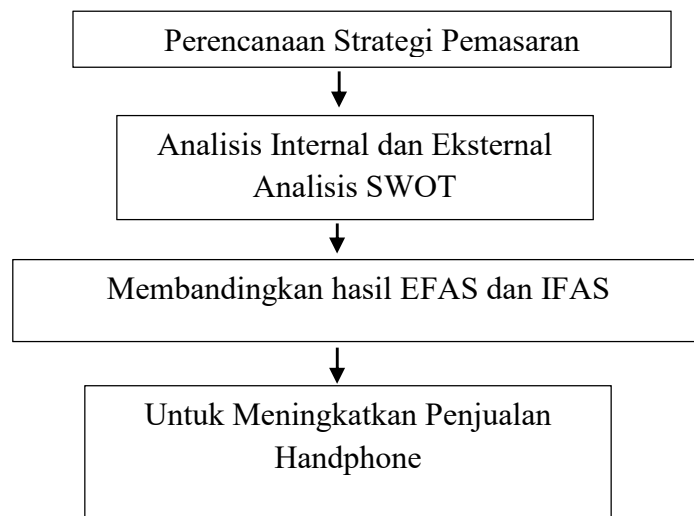 Perencanaan Strategi Pemasaran
Analisis Internal dan Eksternal
Analisis SWOT
Membandingkan hasil EFAS dan IFAS
Untuk Meningkatkan Penjualan
Handphone